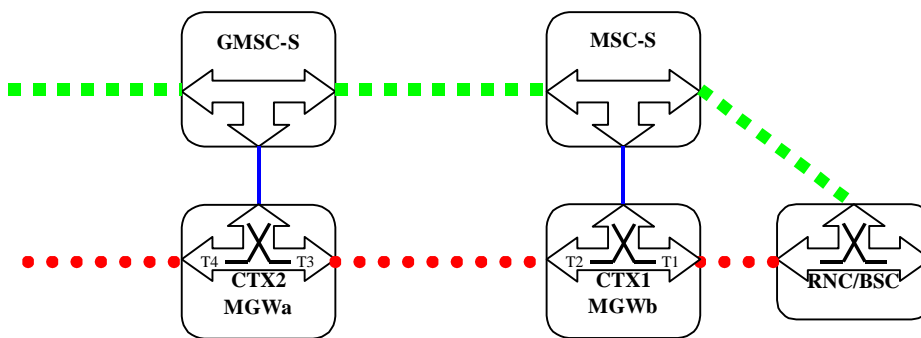 GMSC-S
MSC-S
T4
T3
CTX2
MGWa
T2
T1
CTX1
MGWb
RNC/BSC